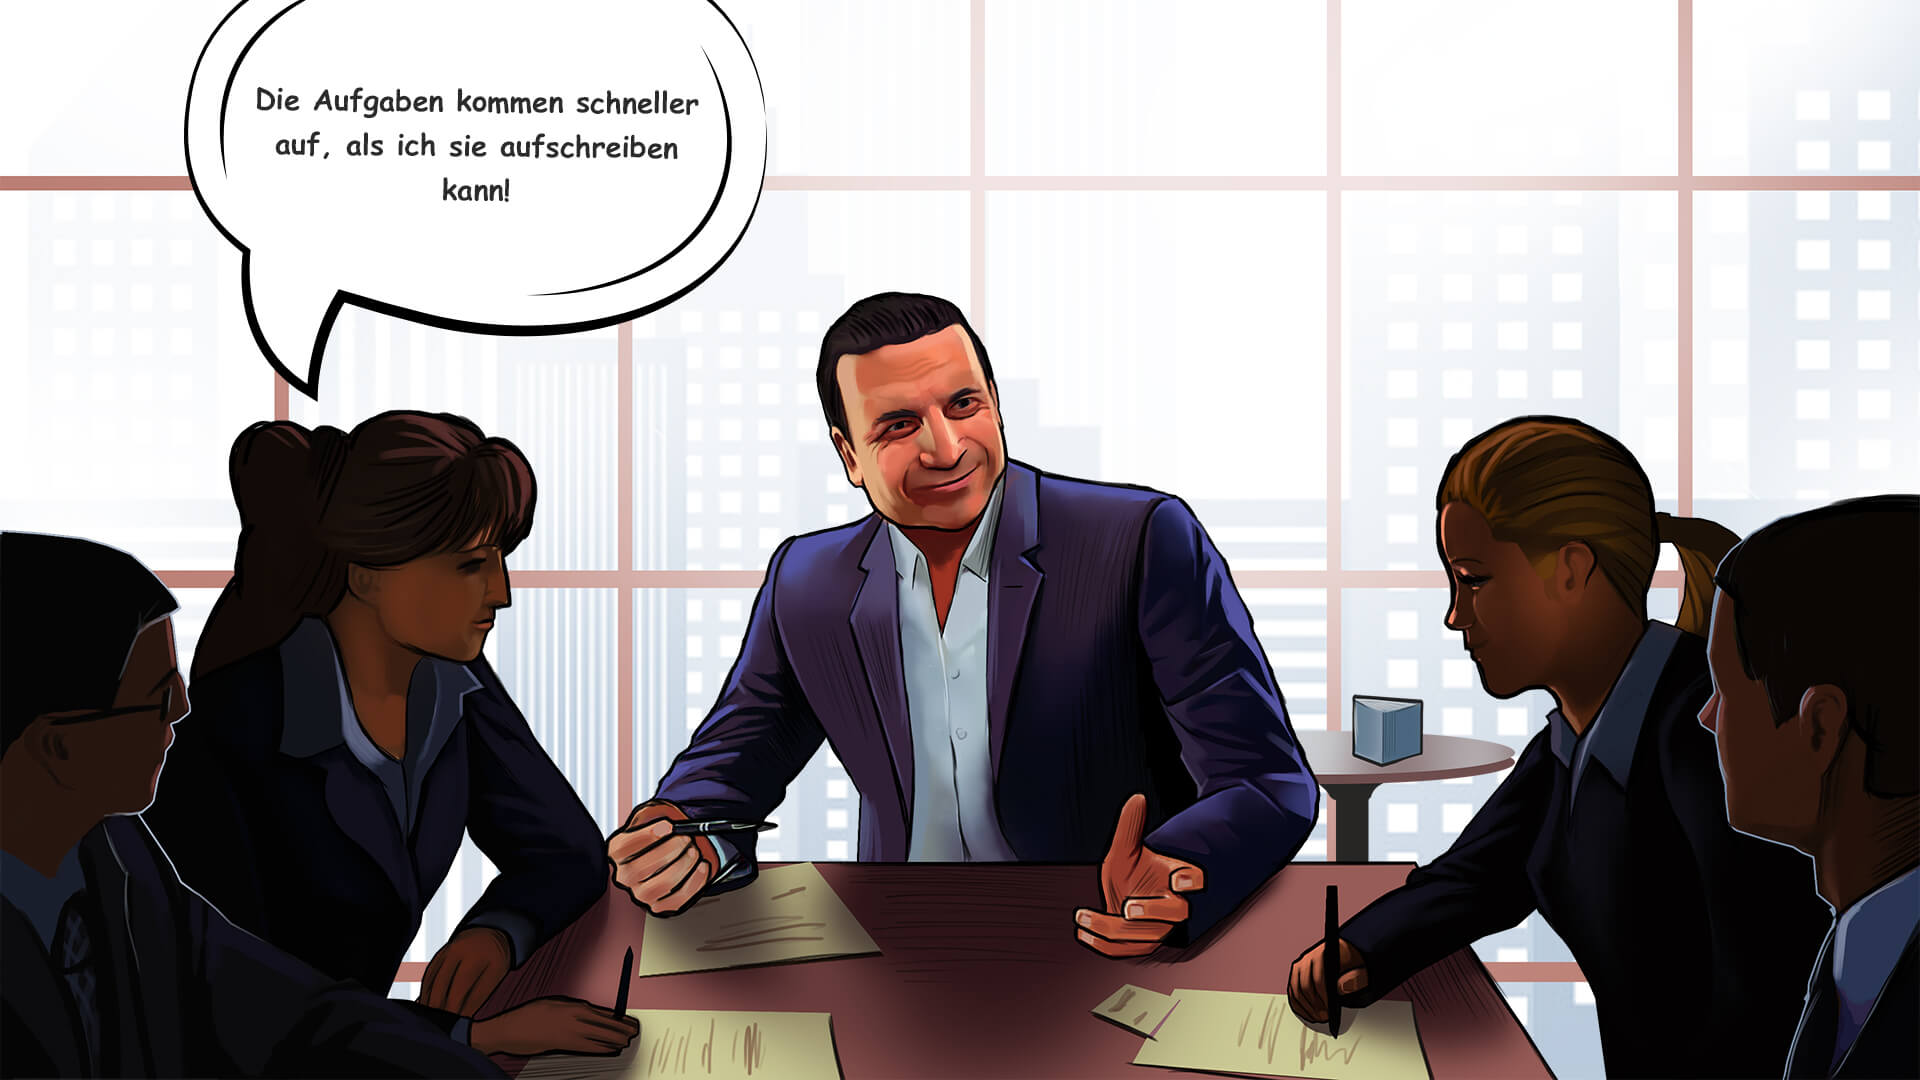 Die Aufgaben kommen schneller
auf, als ich sie aufschreiben
kann!